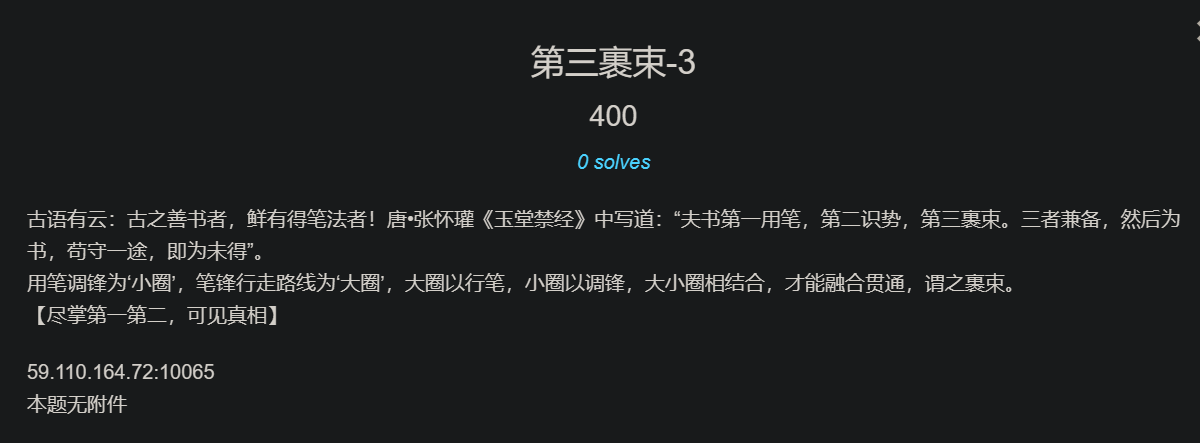 第三裹束-3
400
0 solves
古语有云：古之善书者，鲜有得笔法者！唐•张怀瓘《玉堂禁经》中写道：“夫书第一用笔，第二识势，第三裹束。三者兼备，然后为
书，苟守一途，即为未得”。
用笔调锋为‘小圈’，笔锋行走路线为‘大圈’，大圈以行笔，小圈以调锋，大小圈相结合，才能融合贯通，谓之裹束。
【尽掌第一第二，可见真相】
59.110.164.72:10065
本题无附件